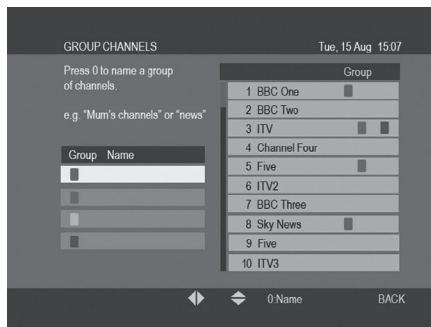 GROUP CHANNELS
Tue, 15 Aug 15:07
Press 0 to name a group
of channels.
e.g. “Mum's channels” or “news”
Group Name
Group
1 BBC One
2 BBC Two
3 ITV
4 Channel Four
5 Five
6 ITV2
7 BBC Three
8 Sky News
9 Five
10 ITV3
0:Name
BACK